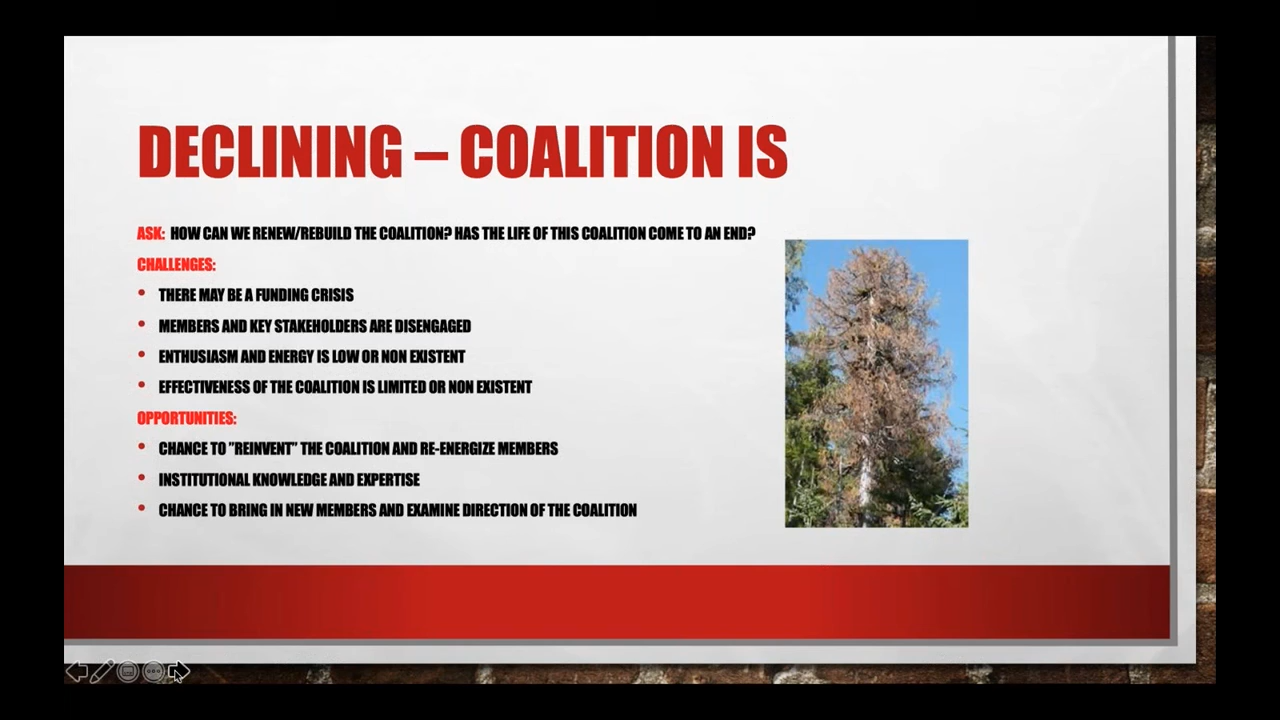 DECLINING – COALITION IS
ASK: HOW CAN WE RENEW/REBUILD THE COALITION? HAS THE LIFE OF THIS COALITION COME TO AN END?
CHALLENGES:
• THERE MAY BE A FUNDING CRISIS
• MEMBERS AND KEY STAKEHOLDERS ARE DISENGAGED
• ENTHUSIASM AND ENERGY IS LOW OR NON EXISTENT
• EFFECTIVENESS OF THE COALITION IS LIMITED OR NON EXISTENT
OPPORTUNITIES:
• CHANCE TO "REINVENT" THE COALITION AND RE-ENERGIZE MEMBERS
• INSTITUTIONAL KNOWLEDGE AND EXPERTISE
• CHANCE TO BRING IN NEW MEMBERS AND EXAMINE DIRECTION OF THE COALITION